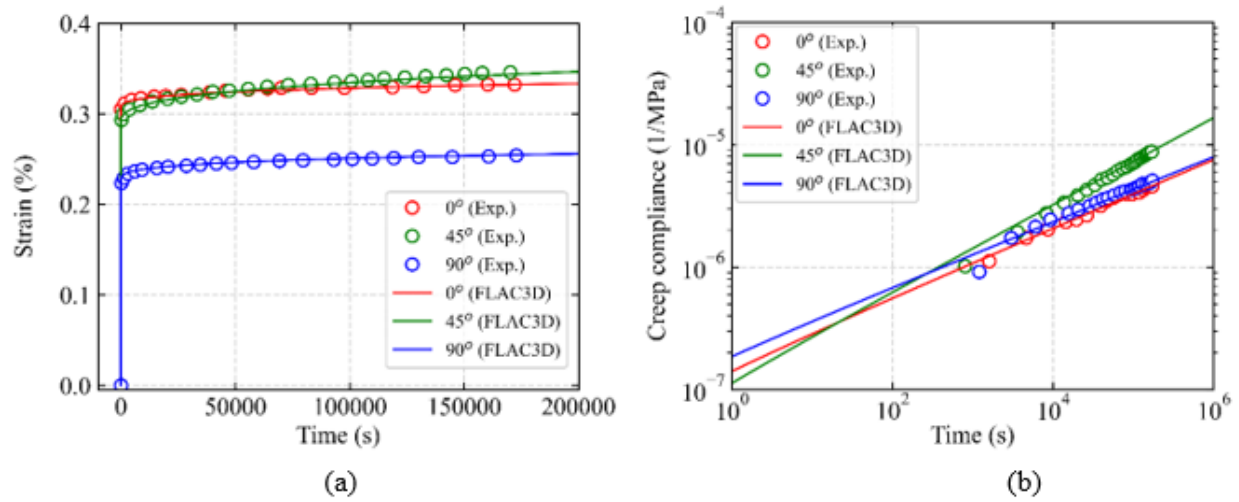 0.4
0.3
0.2
0.1
0.0
Strain (%)
0° (Exp.)
45° (Exp.)
90° (Exp.)
0° (FLAC3D)
45° (FLAC3D)
90° (FLAC3D)
0 50000 100000 150000 200000
Time (s)
(a)
10⁻⁴
10⁻⁵
10⁻⁶
10⁻⁷
Creep compliance (1/MPa)
0° (Exp.)
45° (Exp.)
90° (Exp.)
0° (FLAC3D)
45° (FLAC3D)
90° (FLAC3D)
10⁰ 10² 10⁴ 10⁶
Time (s)
(b)